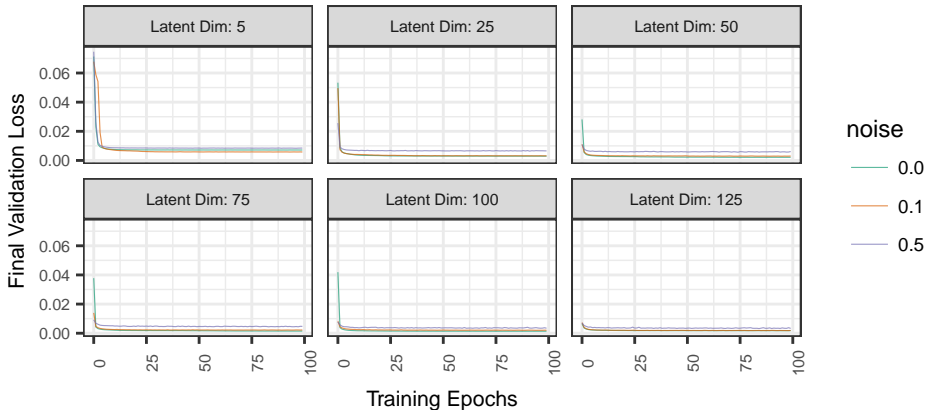 Latent Dim: 5 Latent Dim: 25 Latent Dim: 50
0.06
0.04
0.02
0.00
Latent Dim: 75 Latent Dim: 100 Latent Dim: 125
0.06
0.04
0.02
0.00
0 25 50 75 100 0 25 50 75 100 0 25 50 75 100
Training Epochs
Final Validation Loss
noise
0.0
0.1
0.5